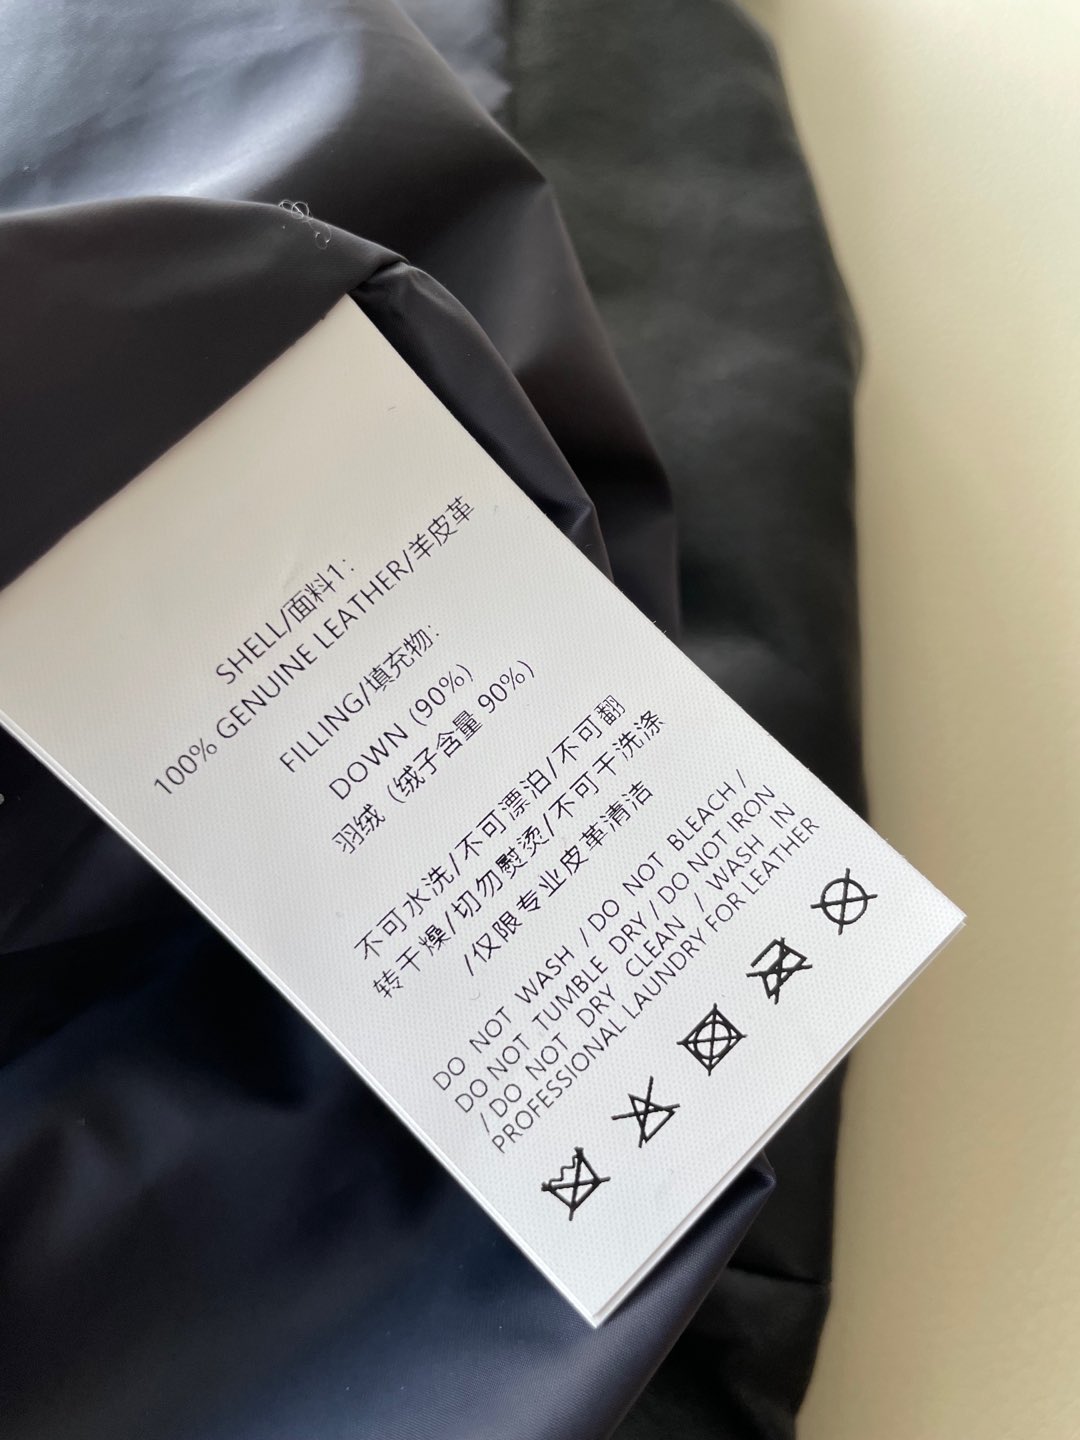 SHELL/面料1:
100% GENUINE LEATHER/羊皮革
FILLING/填充物:
DOWN (90%)
羽绒 (绒子含量 90%)
不可水洗/不可漂泊/不可翻
转干燥/切勿熨烫/不可干洗涤
/仅限专业皮革清洁
DO NOT WASH / DO NOT BLEACH /
DO NOT TUMBLE DRY / DO NOT IRON
/ DO NOT DRY CLEAN / WASH IN
PROFESSIONAL LAUNDRY FOR LEATHER